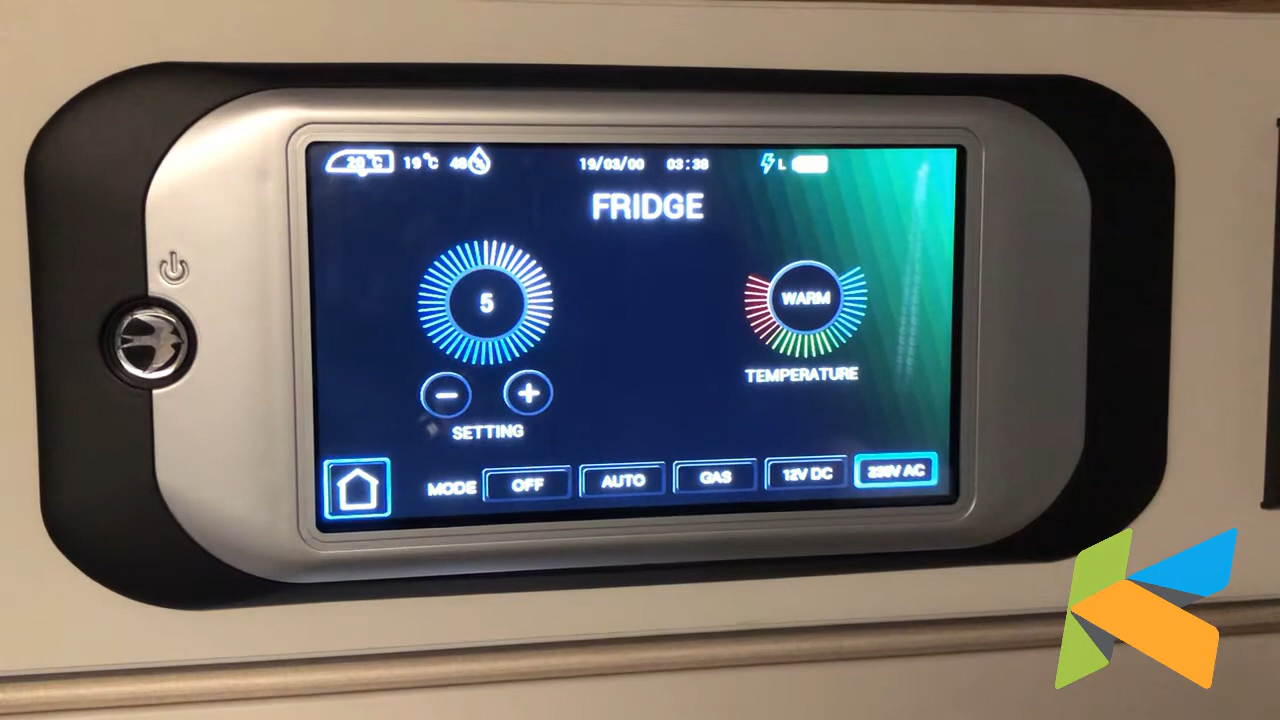 20°C 19°C 19/03/00 03:38 L
FRIDGE
5 WARM
TEMPERATURE
− +
SETTING
MODE OFF AUTO GAS 12V DC 230V AC